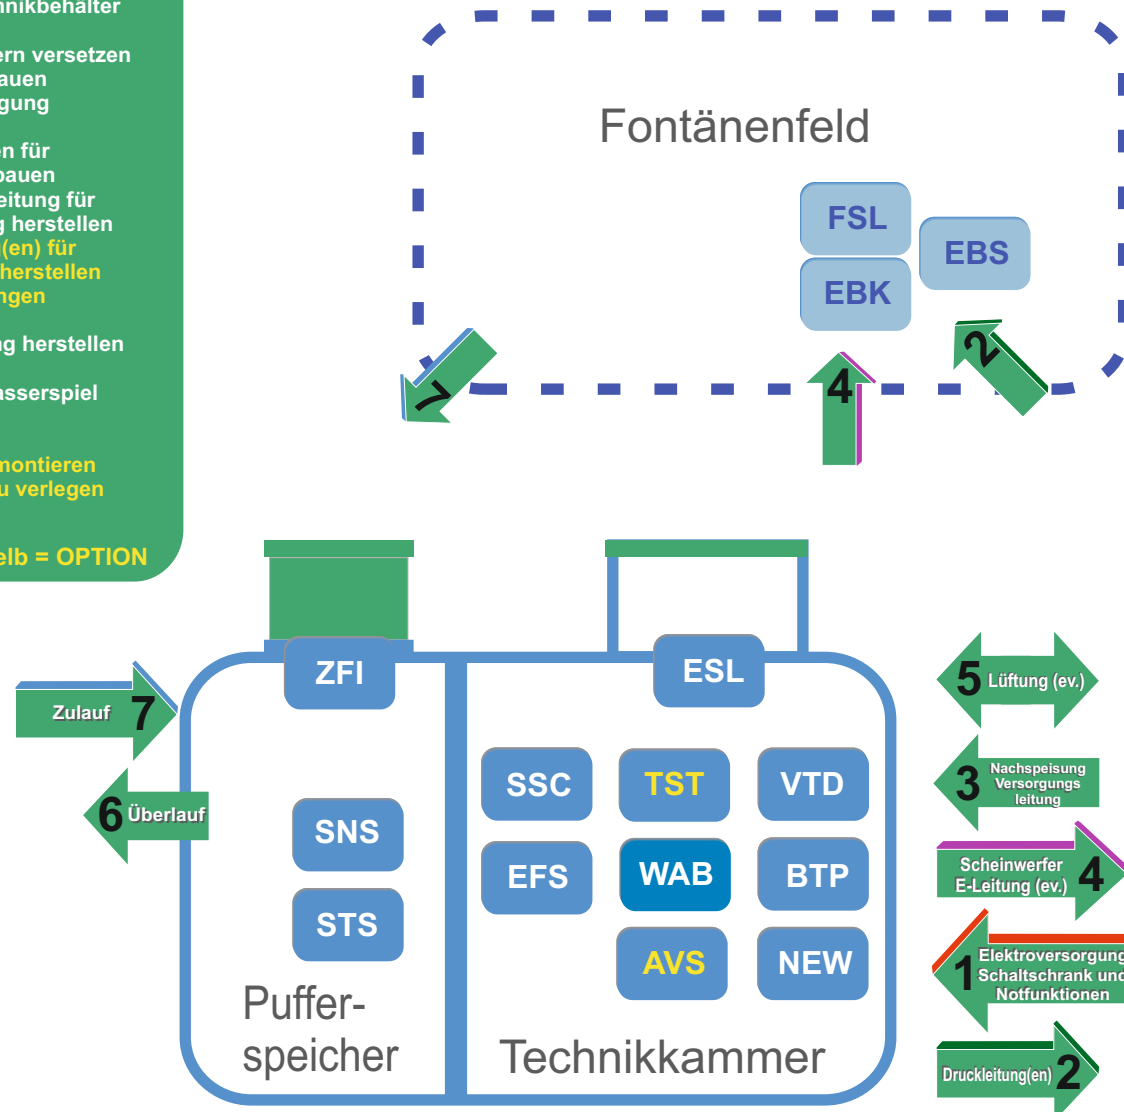 hnikbehälter
ern versetzen
auen
gung
en für
bauen
eitung für
g herstellen
g(en) für
herstellen
ngen
ng herstellen
asserspiel
montieren
u verlegen
elb = OPTION
Fontänenfeld
FSL
EBS
EBK
7
4
2
ZFI
ESL
Zulauf 7
6 Überlauf
SNS
STS
SSC
TST
VTD
EFS
WAB
BTP
AVS
NEW
Puffer-
speicher
Technikkammer
5 Lüftung (ev.)
3
Nachspeisung
Versorgungs
leitung
Scheinwerfer
E-Leitung (ev.)
4
1
Elektroversorgung
Schaltschrank und
Notfunktionen
Druckleitung(en) 2